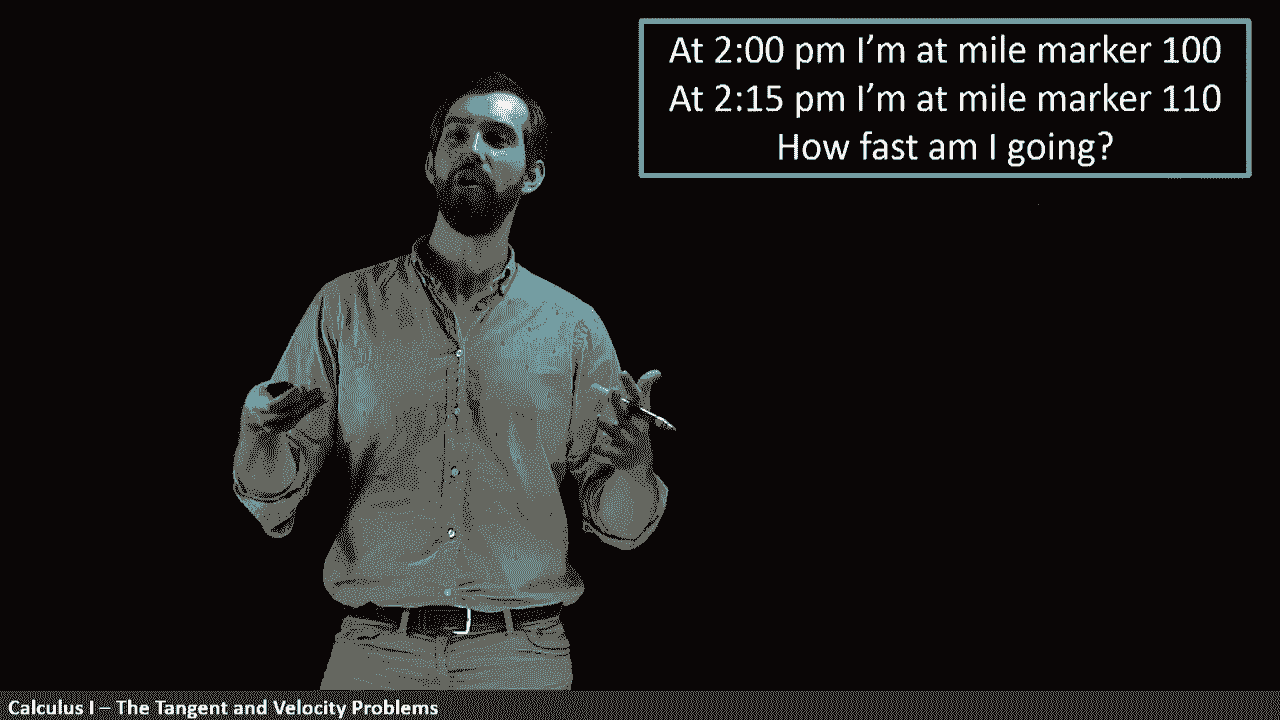 At 2:00 pm I'm at mile marker 100
At 2:15 pm I'm at mile marker 110
How fast am I going?
Calculus I – The Tangent and Velocity Problems